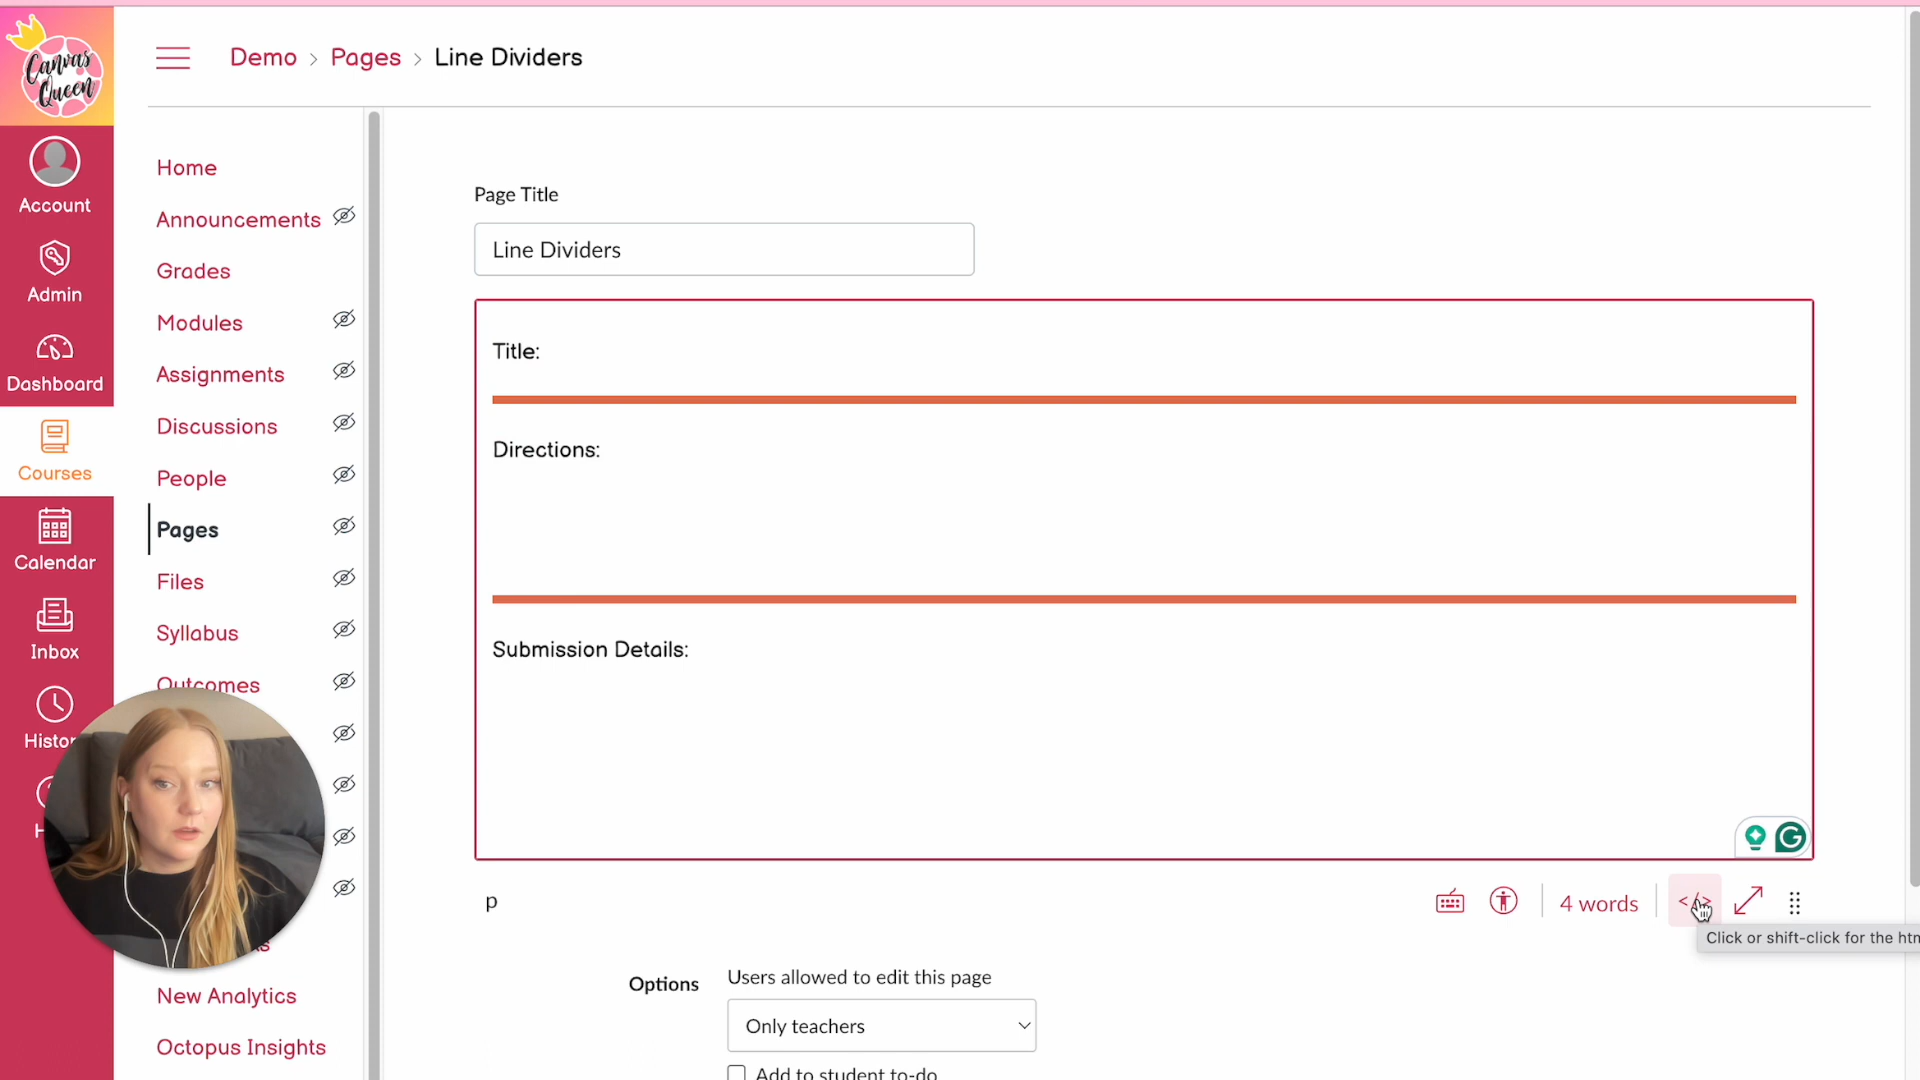 Canvas
Queen
Demo > Pages > Line Dividers
Account
Admin
Dashboard
Courses
Calendar
Inbox
Histor
H
Home
Announcements
Grades
Modules
Assignments
Discussions
People
Pages
Files
Syllabus
Outcomes
New Analytics
Octopus Insights
Page Title
Line Dividers
Title:
Directions:
Submission Details:
p
4 words
</>
Click or shift-click for the htm
Options
Users allowed to edit this page
Only teachers
Add to student to-do